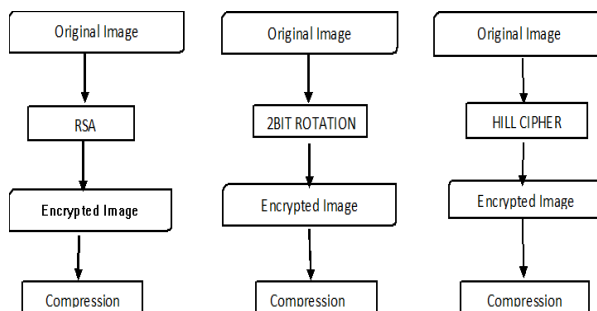 Original Image
Original Image
Original Image
RSA
2BIT ROTATION
HILL CIPHER
Encrypted Image
Encrypted Image
Encrypted Image
Compression
Compression
Compression